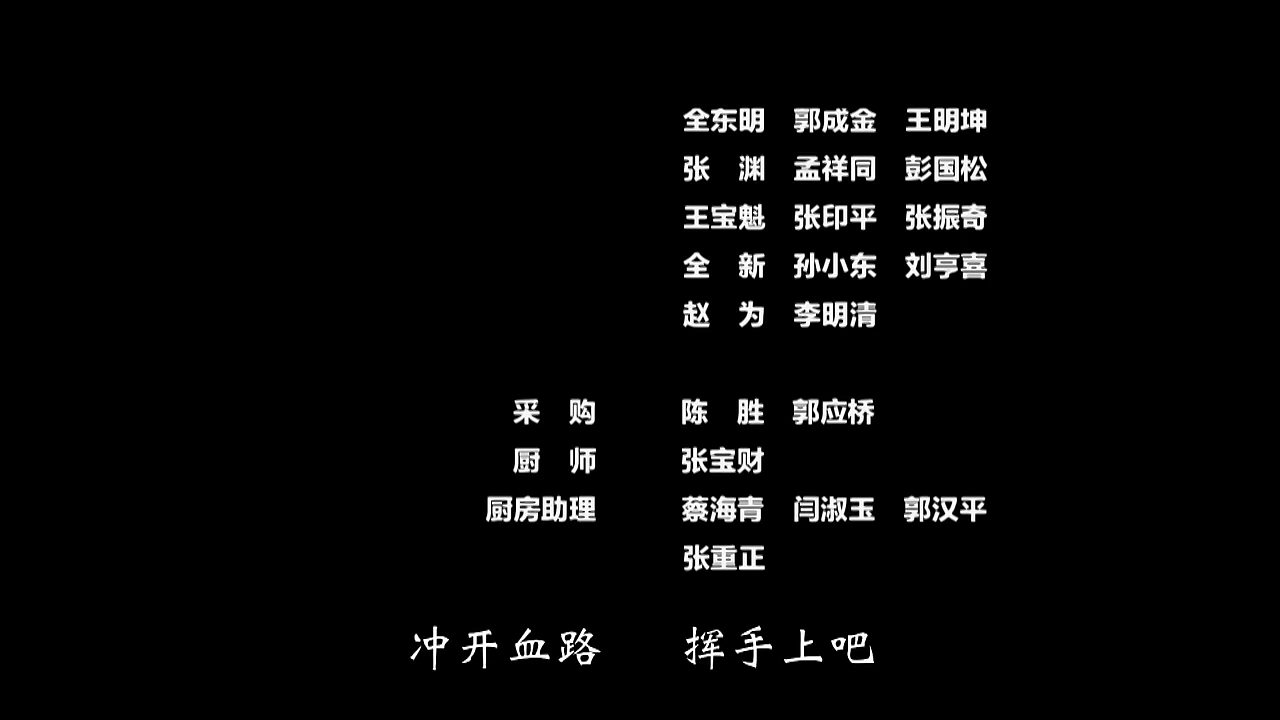 全东明 郭成金 王明坤
张 渊 孟祥同 彭国松
王宝魁 张印平 张振奇
全 新 孙小东 刘亨喜
赵 为 李明清
采 购 陈 胜 郭应桥
厨 师 张宝财
厨房助理 蔡海青 闫淑玉 郭汉平
张重正
冲开血路 挥手上吧